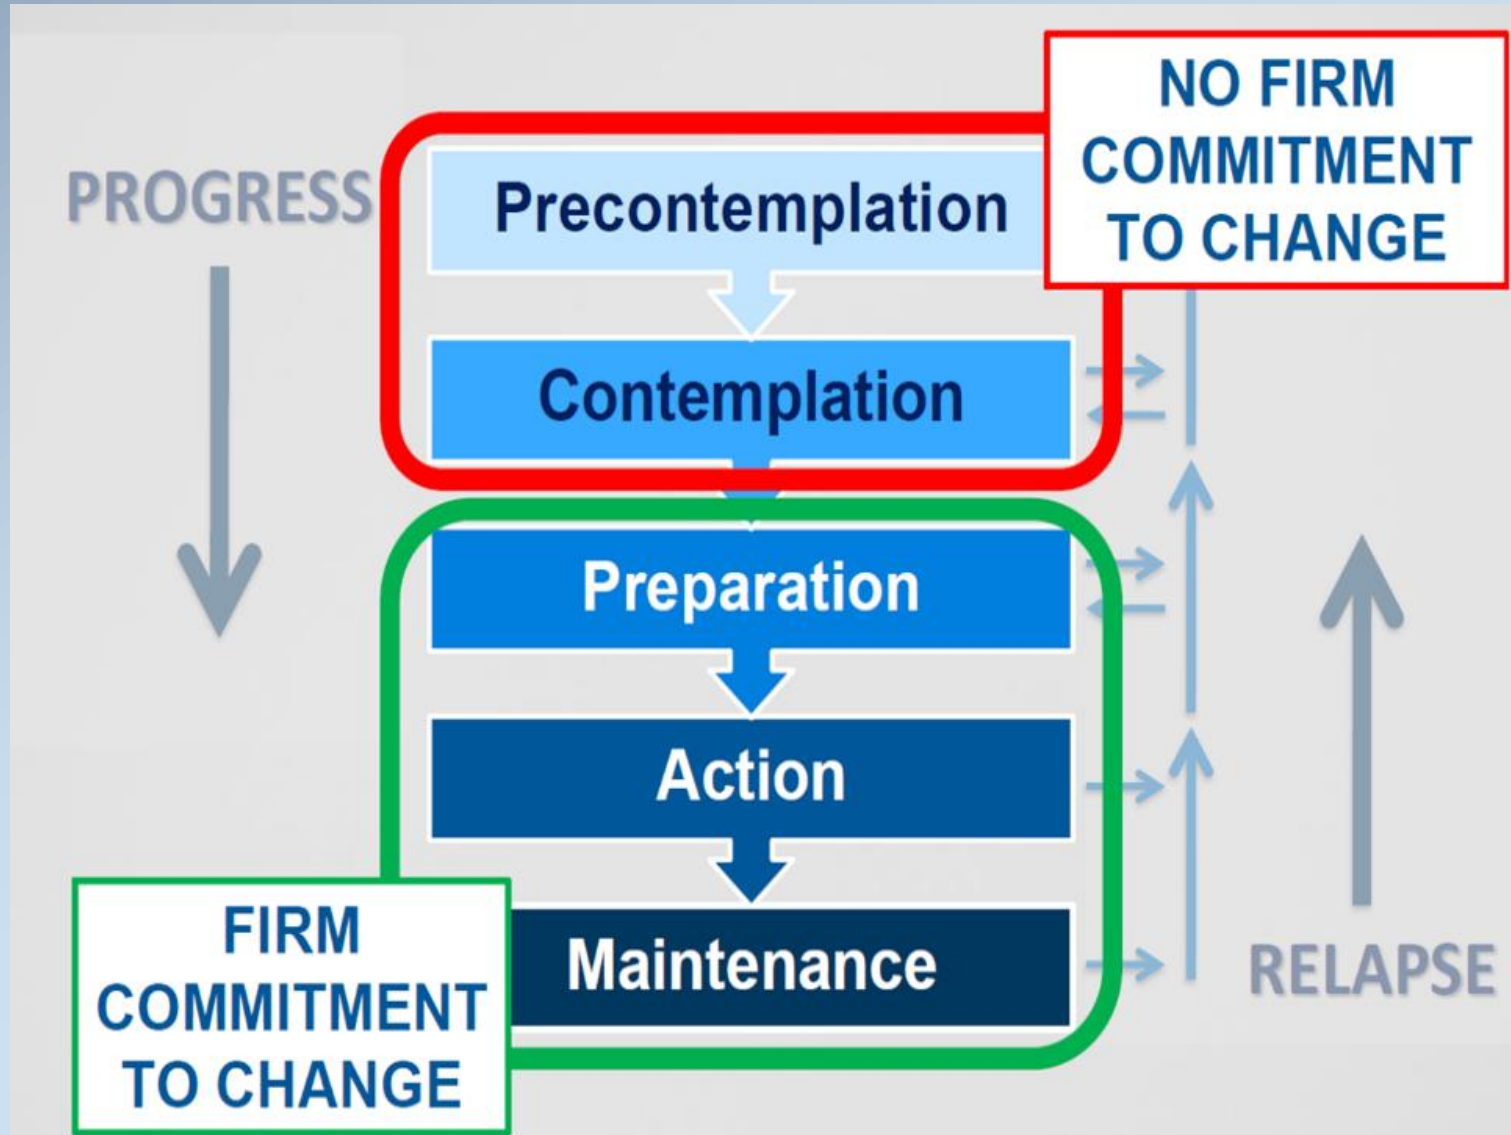 NO FIRM
COMMITMENT
TO CHANGE
PROGRESS
Precontemplation
Contemplation
Preparation
Action
Maintenance
FIRM
COMMITMENT
TO CHANGE
RELAPSE